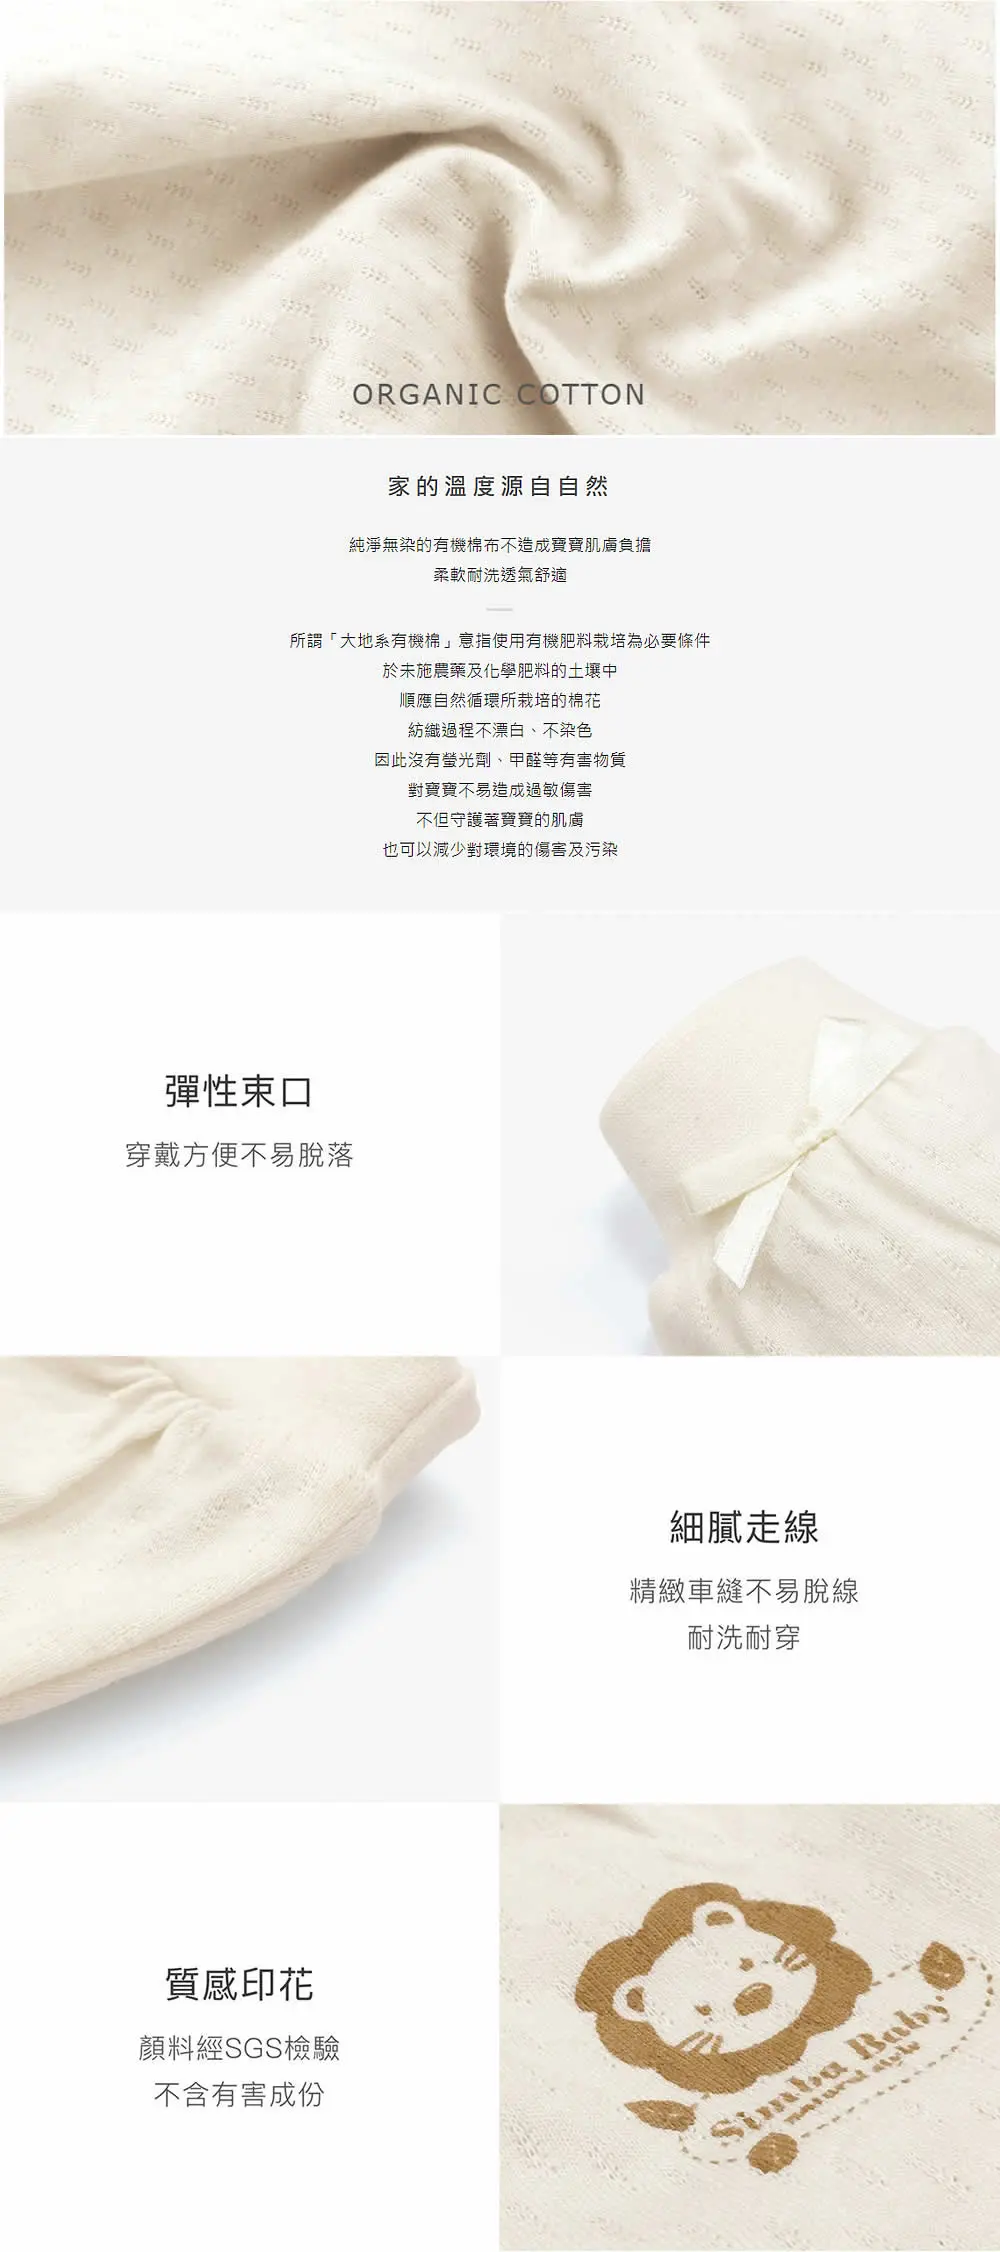 ORGANIC COTTON
家的溫度源自自然
純淨無染的有機棉布不造成寶寶肌膚負擔
柔軟耐洗透氣舒適
所謂「大地系有機棉」意指使用有機肥料栽培為必要條件
於未施農藥及化學肥料的土壤中
順應自然循環所栽培的棉花
紡織過程不漂白、不染色
因此沒有螢光劑、甲醛等有害物質
對寶寶不易造成過敏傷害
不但守護著寶寶的肌膚
也可以減少對環境的傷害及污染
彈性束口
穿戴方便不易脫落
細膩走線
精緻車縫不易脫線
耐洗耐穿
質感印花
顏料經SGS檢驗
不含有害成份
Simba Baby
natural style